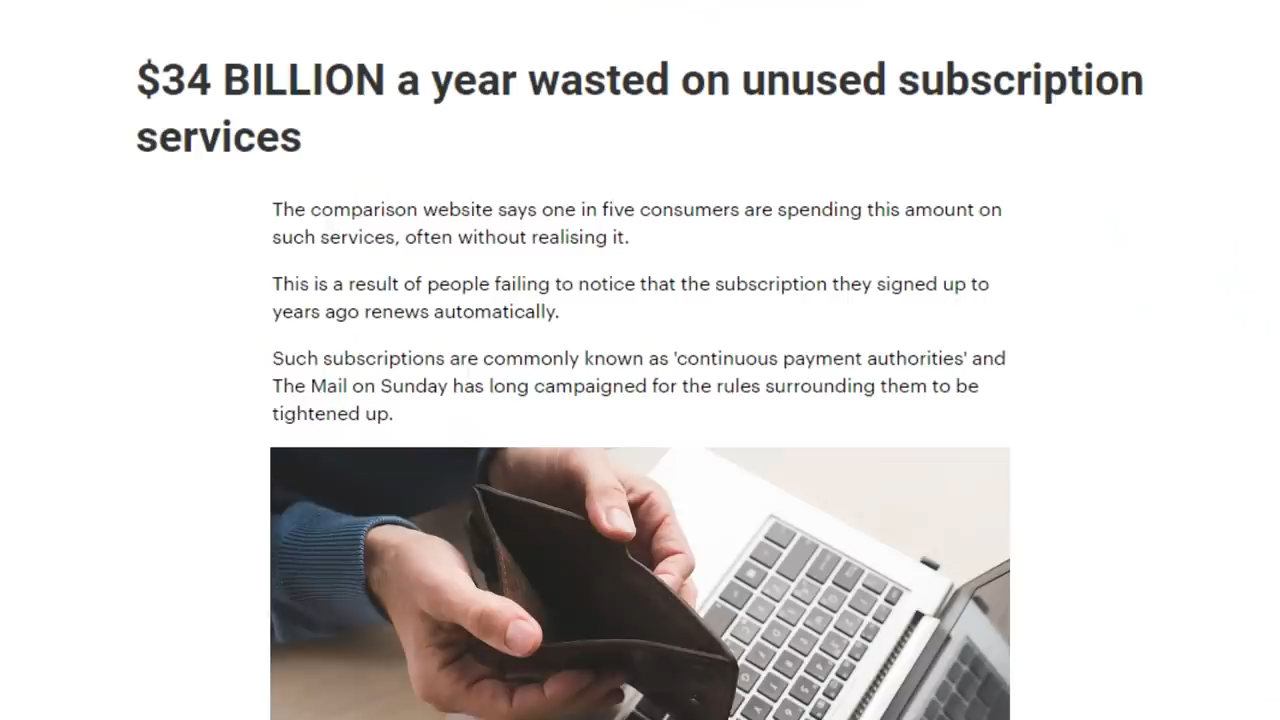 $34 BILLION a year wasted on unused subscription
services
The comparison website says one in five consumers are spending this amount on
such services, often without realising it.
This is a result of people failing to notice that the subscription they signed up to
years ago renews automatically.
Such subscriptions are commonly known as 'continuous payment authorities' and
The Mail on Sunday has long campaigned for the rules surrounding them to be
tightened up.